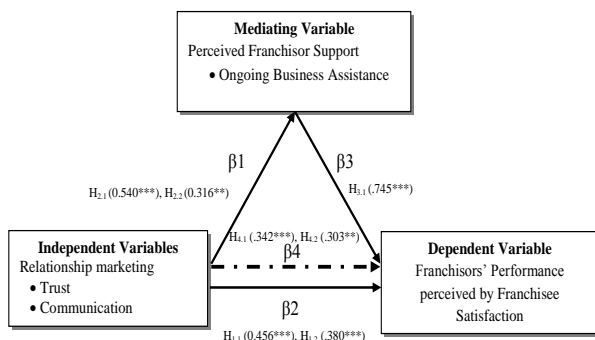 Mediating Variable
Perceived Franchisor Support
• Ongoing Business Assistance
β1
β3
H2.1 (0.540***), H2.2 (0.316**)
H3.1 (.745***)
H4.1 (.342***), H4.2 (.303**)
β4
Independent Variables
Relationship marketing
• Trust
• Communication
Dependent Variable
Franchisors’ Performance
perceived by Franchisee
Satisfaction
β2
H1.1 (0.456***), H1.2 (.380***)